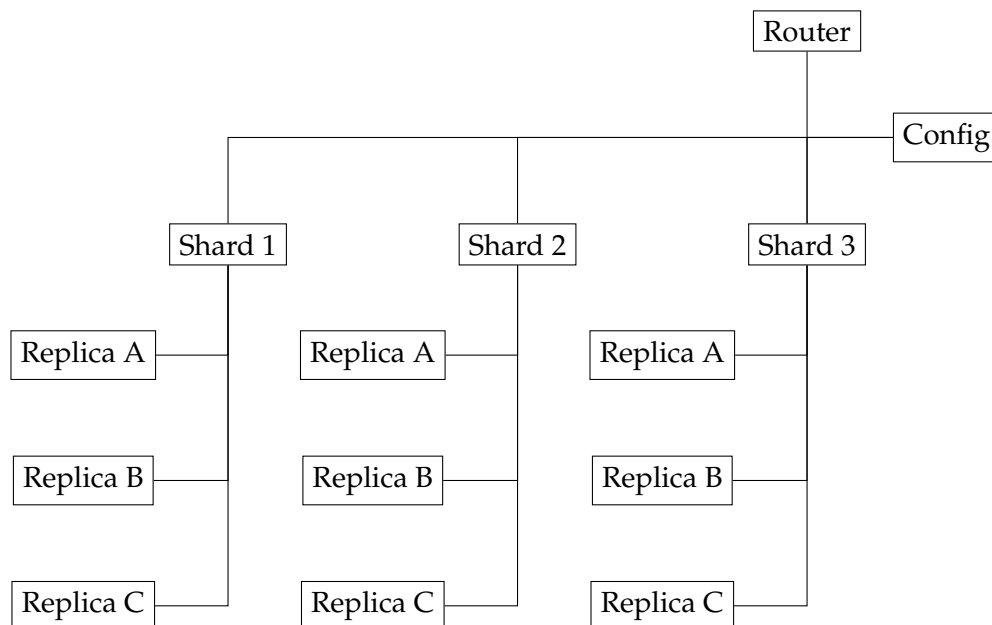 Router
Config
Shard 1
Shard 2
Shard 3
Replica A
Replica A
Replica A
Replica B
Replica B
Replica B
Replica C
Replica C
Replica C